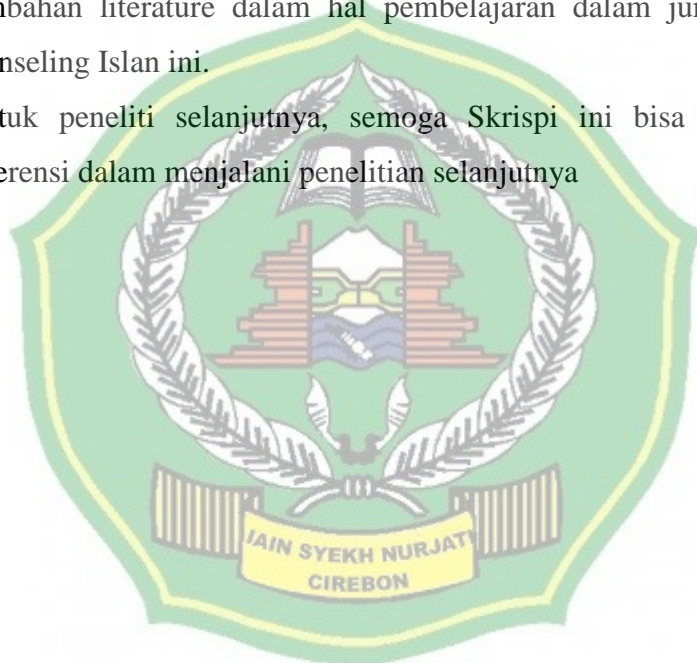 mbahan literature dalam hal pembelajaran dalam jur
nseling Islan ini.
tuk peneliti selanjutnya, semoga Skrispi ini bisa
erensi dalam menjalani penelitian selanjutnya
IAIN SYEKH NURJATI
CIREBON